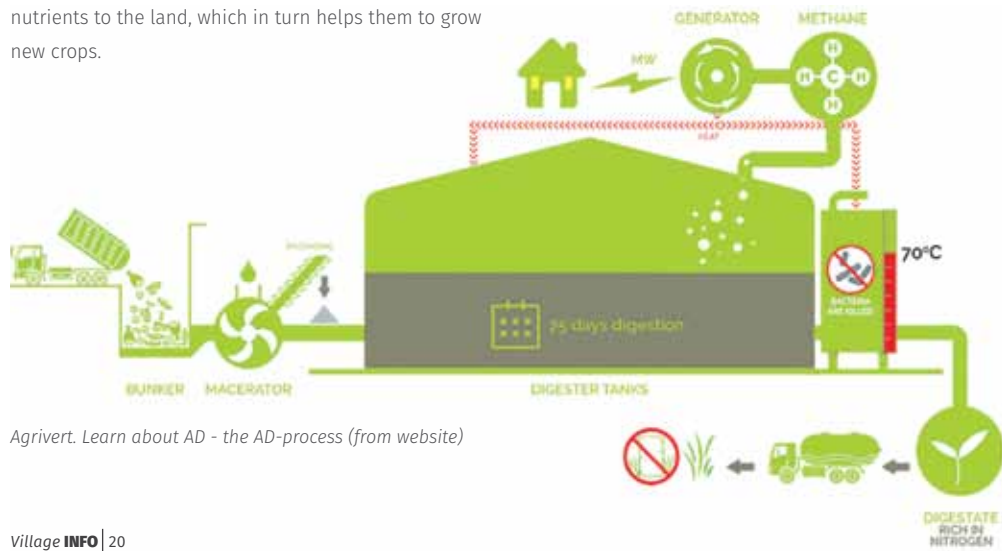 nutrients to the land, which in turn helps them to grow
new crops.
GENERATOR
METHANE
MW
H
H C H
H
HEAT
PACKAGING
70°C
BACTERIA
ARE KILLED
75 days digestion
BUNKER
MACERATOR
DIGESTER TANKS
Agrivert. Learn about AD - the AD-process (from website)
DIGESTATE
RICH IN
NITROGEN
Village INFO | 20